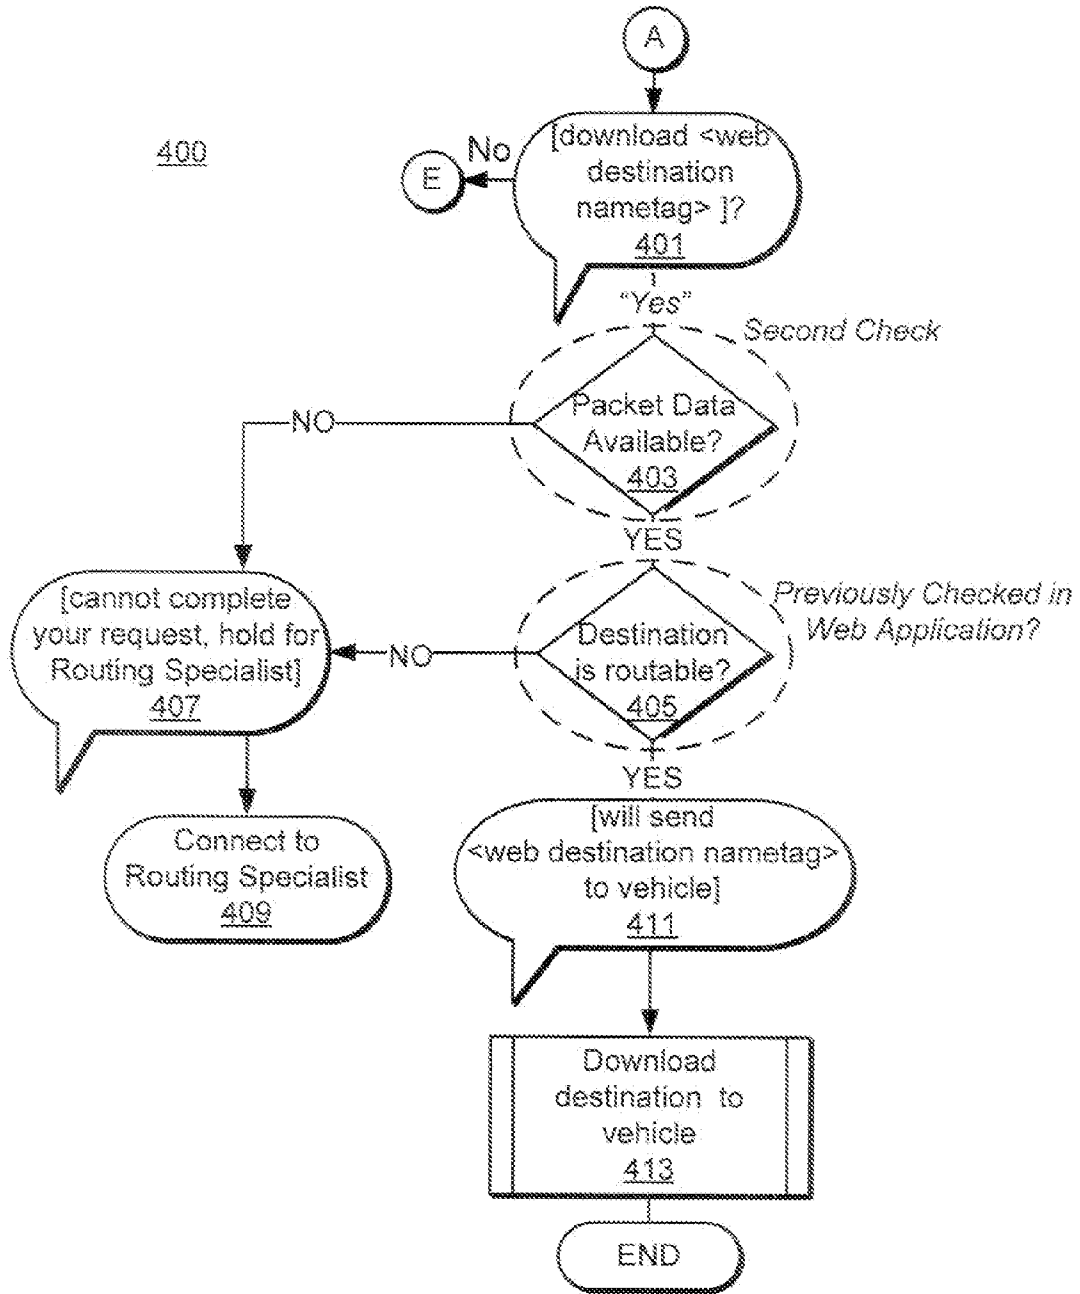 A
400
E
No
[download <web
destination
nametag> ]?
401
"Yes"
Second Check
Packet Data
Available?
403
NO
YES
Previously Checked in
Web Application?
Destination
is routable?
405
NO
[cannot complete
your request, hold for
Routing Specialist]
407
YES
Connect to
Routing Specialist
409
[will send
<web destination nametag>
to vehicle]
411
Download
destination to
vehicle
413
END